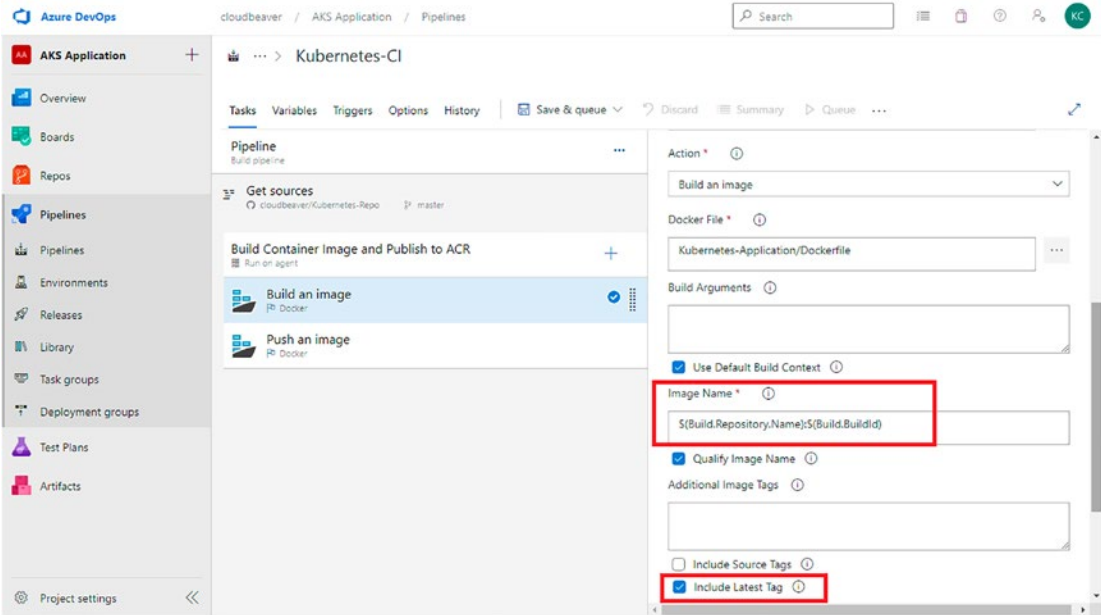 Azure DevOps
cloudbeaver / AKS Application / Pipelines
Search
KC
AA AKS Application
Overview
Boards
Repos
Pipelines
Pipelines
Environments
Releases
Library
Task groups
Deployment groups
Test Plans
Artifacts
Project settings
... > Kubernetes-CI
Tasks Variables Triggers Options History Save & queue Discard Summary Queue ...
Pipeline
Build pipeline
Get sources
cloudbeaver/Kubernetes-Repo master
Build Container Image and Publish to ACR
Run on agent
Build an image
Docker
Push an image
Docker
Action *
Build an image
Docker File *
Kubernetes-Application/Dockerfile
Build Arguments
Use Default Build Context
Image Name *
$(Build.Repository.Name):$(Build.BuildId)
Qualify Image Name
Additional Image Tags
Include Source Tags
Include Latest Tag